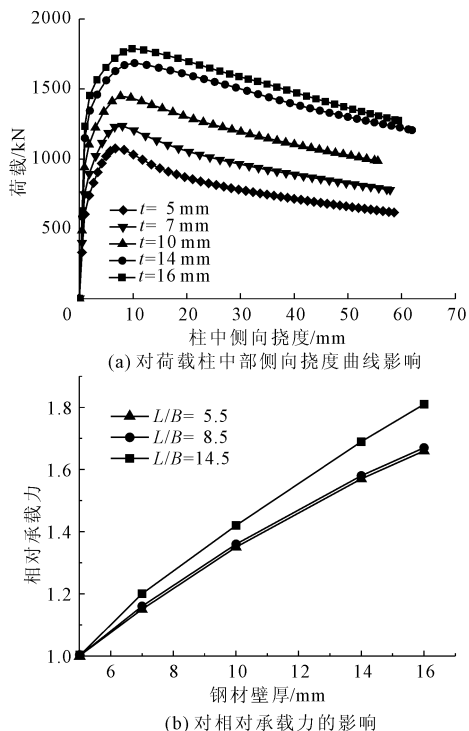 2000
1500
1000
500
0
荷载/kN
t= 5 mm
t= 7 mm
t=10 mm
t=14 mm
t=16 mm
10 20 30 40 50 60 70
柱中侧向挠度/mm
(a) 对荷载柱中部侧向挠度曲线影响
1.8
1.6
1.4
1.2
1.0
相对承载力
L/B= 5.5
L/B= 8.5
L/B=14.5
6 8 10 12 14 16
钢材壁厚/mm
(b) 对相对承载力的影响